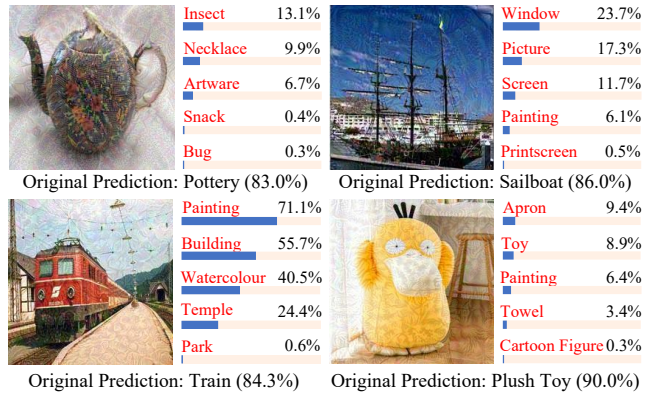 Insect 13.1%
Necklace 9.9%
Artware 6.7%
Snack 0.4%
Bug 0.3%
Original Prediction: Pottery (83.0%)
Window 23.7%
Picture 17.3%
Screen 11.7%
Painting 6.1%
Printscreen 0.5%
Original Prediction: Sailboat (86.0%)
Painting 71.1%
Building 55.7%
Watercolour 40.5%
Temple 24.4%
Park 0.6%
Original Prediction: Train (84.3%)
Apron 9.4%
Toy 8.9%
Painting 6.4%
Towel 3.4%
Cartoon Figure 0.3%
Original Prediction: Plush Toy (90.0%)